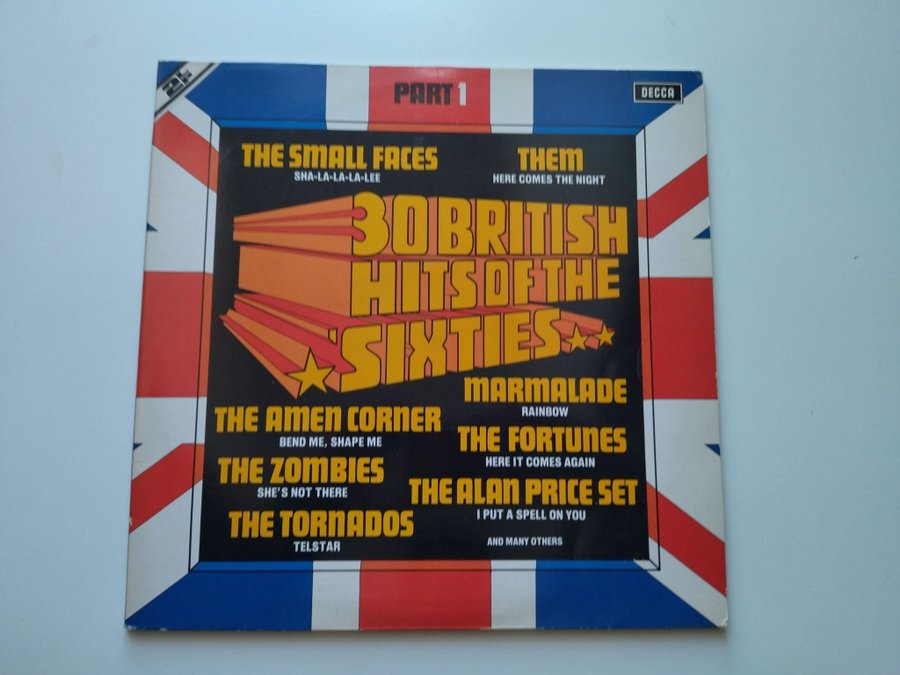 PART 1
DECCA
THE SMALL FACES
SHA-LA-LA-LA-LEE
THEM
HERE COMES THE NIGHT
30 BRITISH
HITS OF THE
SIXTIES
MARMALADE
RAINBOW
THE AMEN CORNER
BEND ME, SHAPE ME
THE FORTUNES
HERE IT COMES AGAIN
THE ZOMBIES
SHE'S NOT THERE
THE ALAN PRICE SET
I PUT A SPELL ON YOU
THE TORNADOS
TELSTAR
AND MANY OTHERS